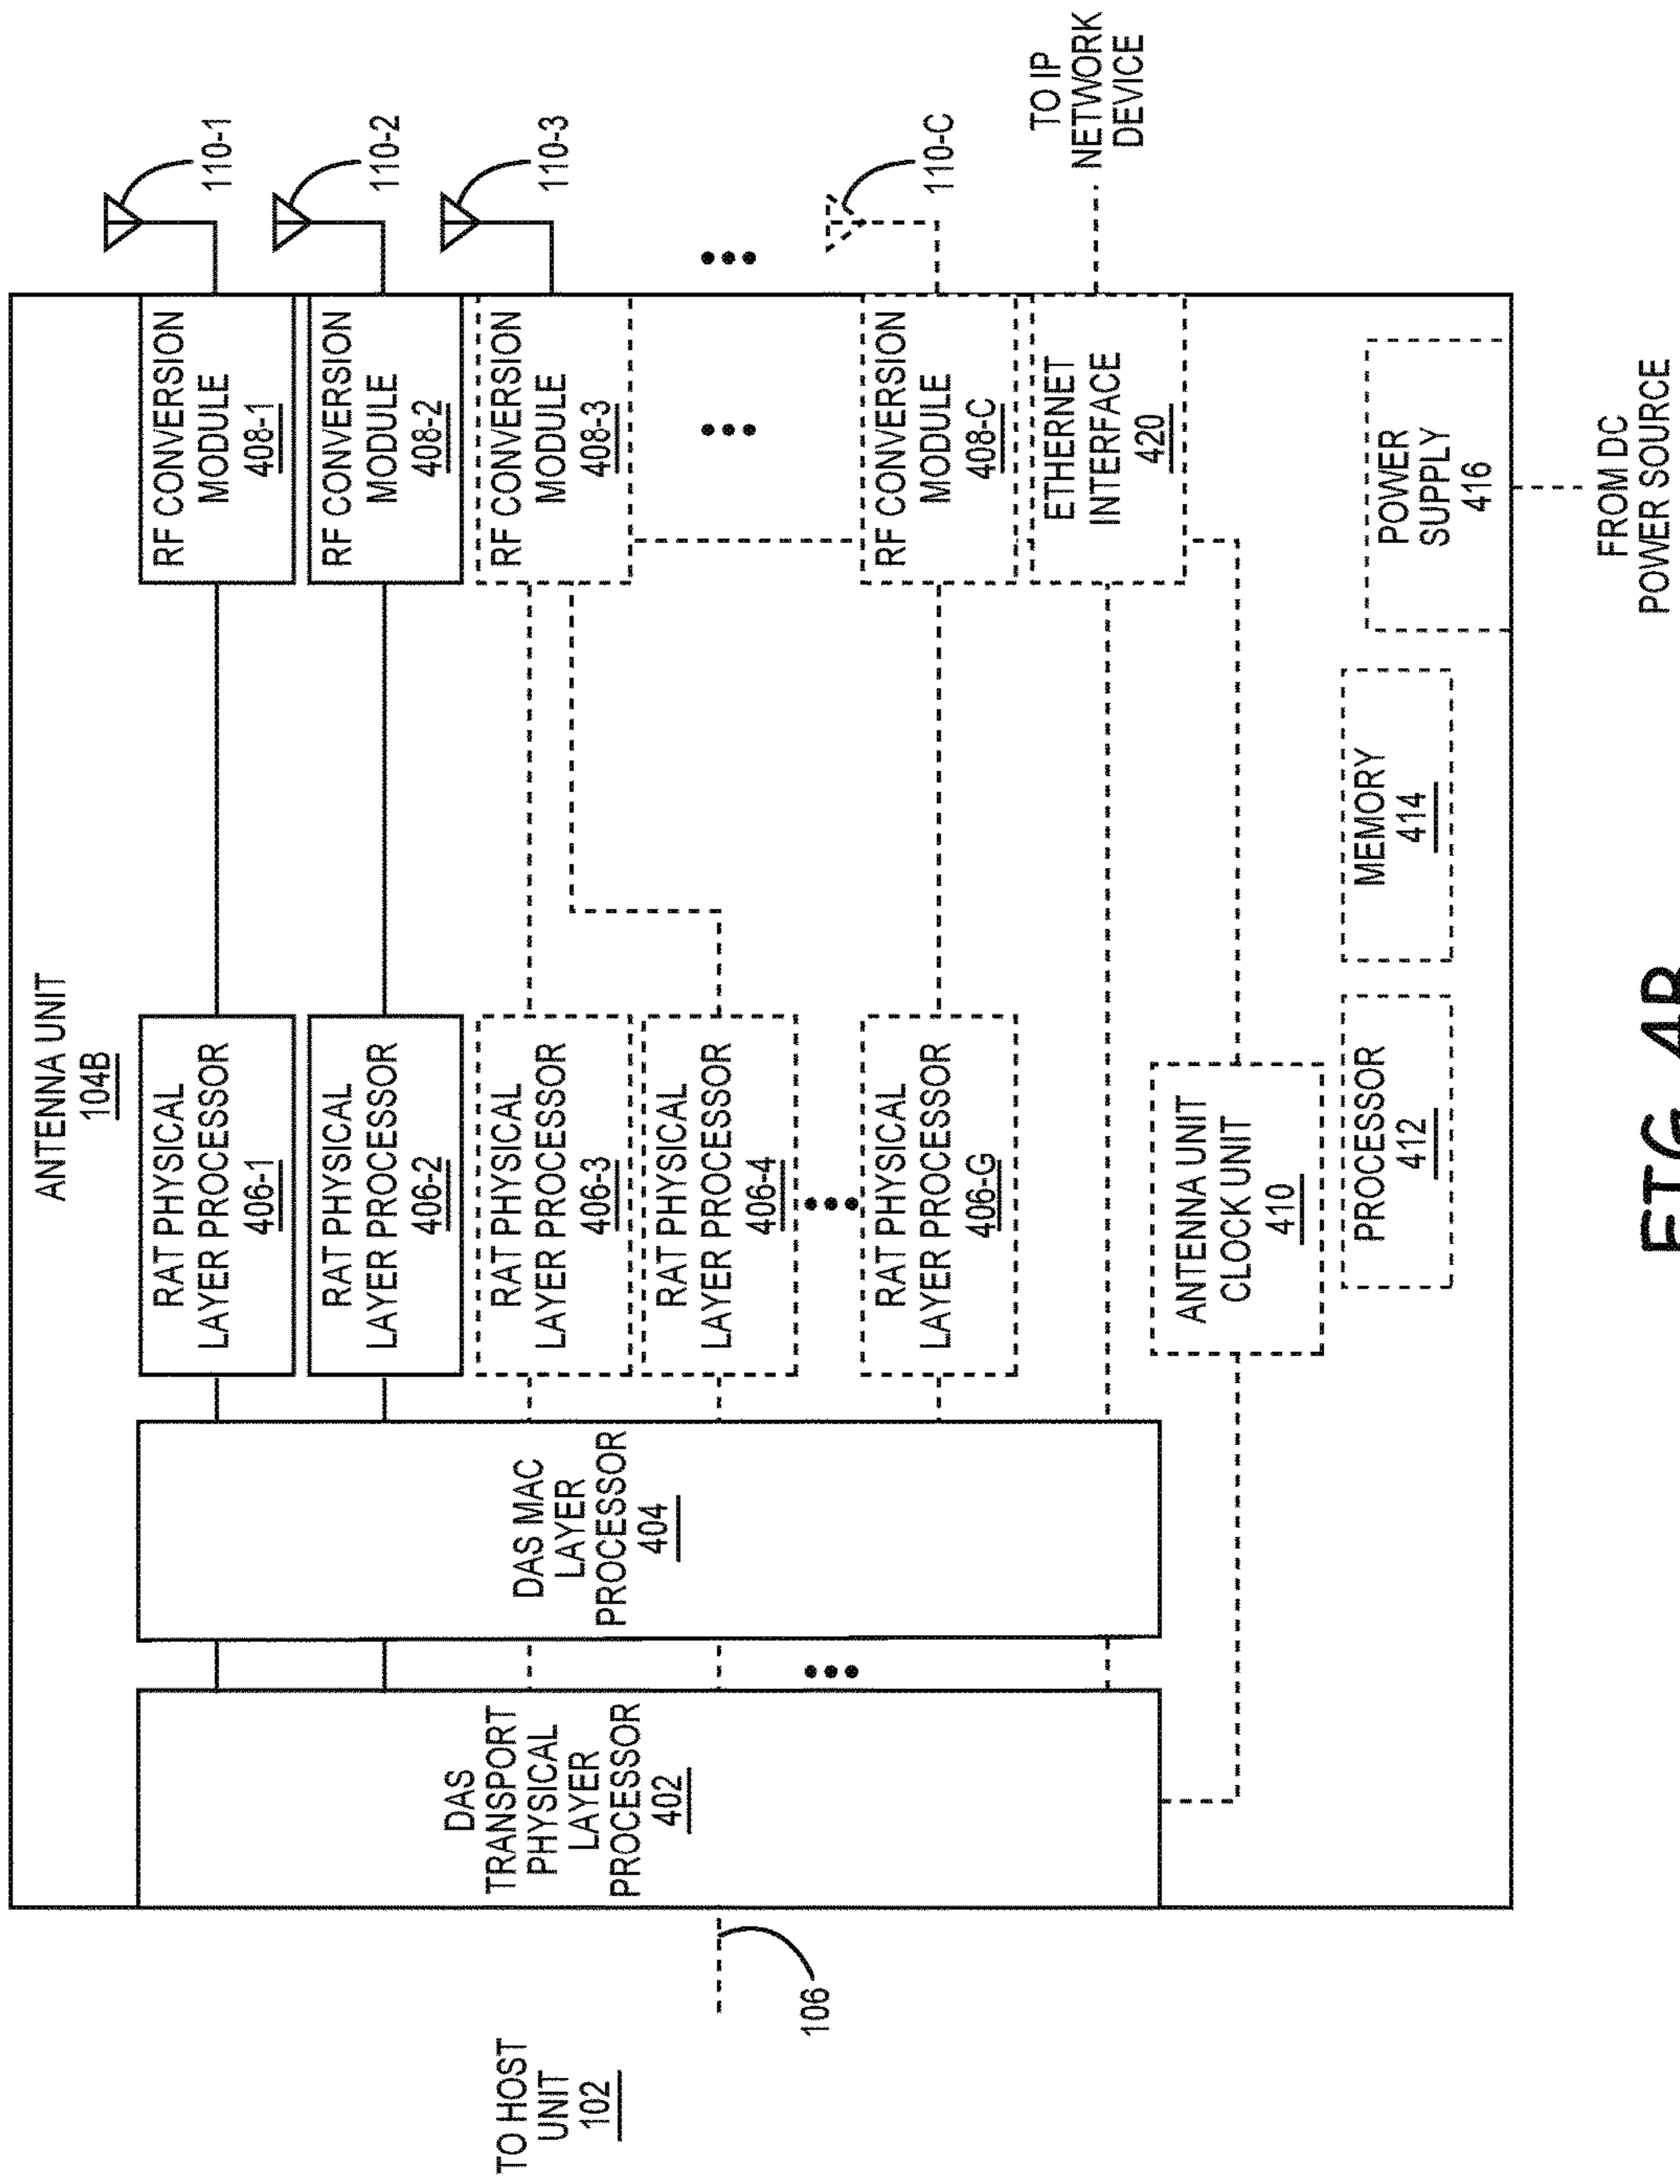 ANTENNA UNIT
104B
TO HOST
UNIT
102
106
DAS
TRANSPORT
PHYSICAL
LAYER
PROCESSOR
402
DAS MAC
LAYER
PROCESSOR
404
RAT PHYSICAL
LAYER PROCESSOR
406-1
RAT PHYSICAL
LAYER PROCESSOR
406-2
RAT PHYSICAL
LAYER PROCESSOR
406-3
RAT PHYSICAL
LAYER PROCESSOR
406-4
RAT PHYSICAL
LAYER PROCESSOR
406-G
RF CONVERSION
MODULE
408-1
RF CONVERSION
MODULE
408-2
RF CONVERSION
MODULE
408-3
RF CONVERSION
MODULE
408-C
ETHERNET
INTERFACE
420
110-1
110-2
110-3
110-C
TO IP
NETWORK
DEVICE
ANTENNA UNIT
CLOCK UNIT
410
PROCESSOR
412
MEMORY
414
POWER
SUPPLY
416
FROM DC
POWER SOURCE
FIG. 4B